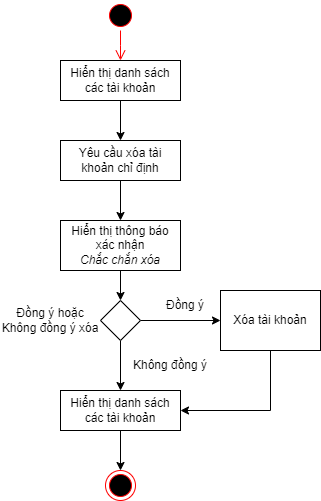 Hiển thị danh sách
các tài khoản
Yêu cầu xóa tài
khoản chỉ định
Hiển thị thông báo
xác nhận
Chắc chắn xóa
Đồng ý hoặc
Không đồng ý xóa
Đồng ý
Xóa tài khoản
Không đồng ý
Hiển thị danh sách
các tài khoản